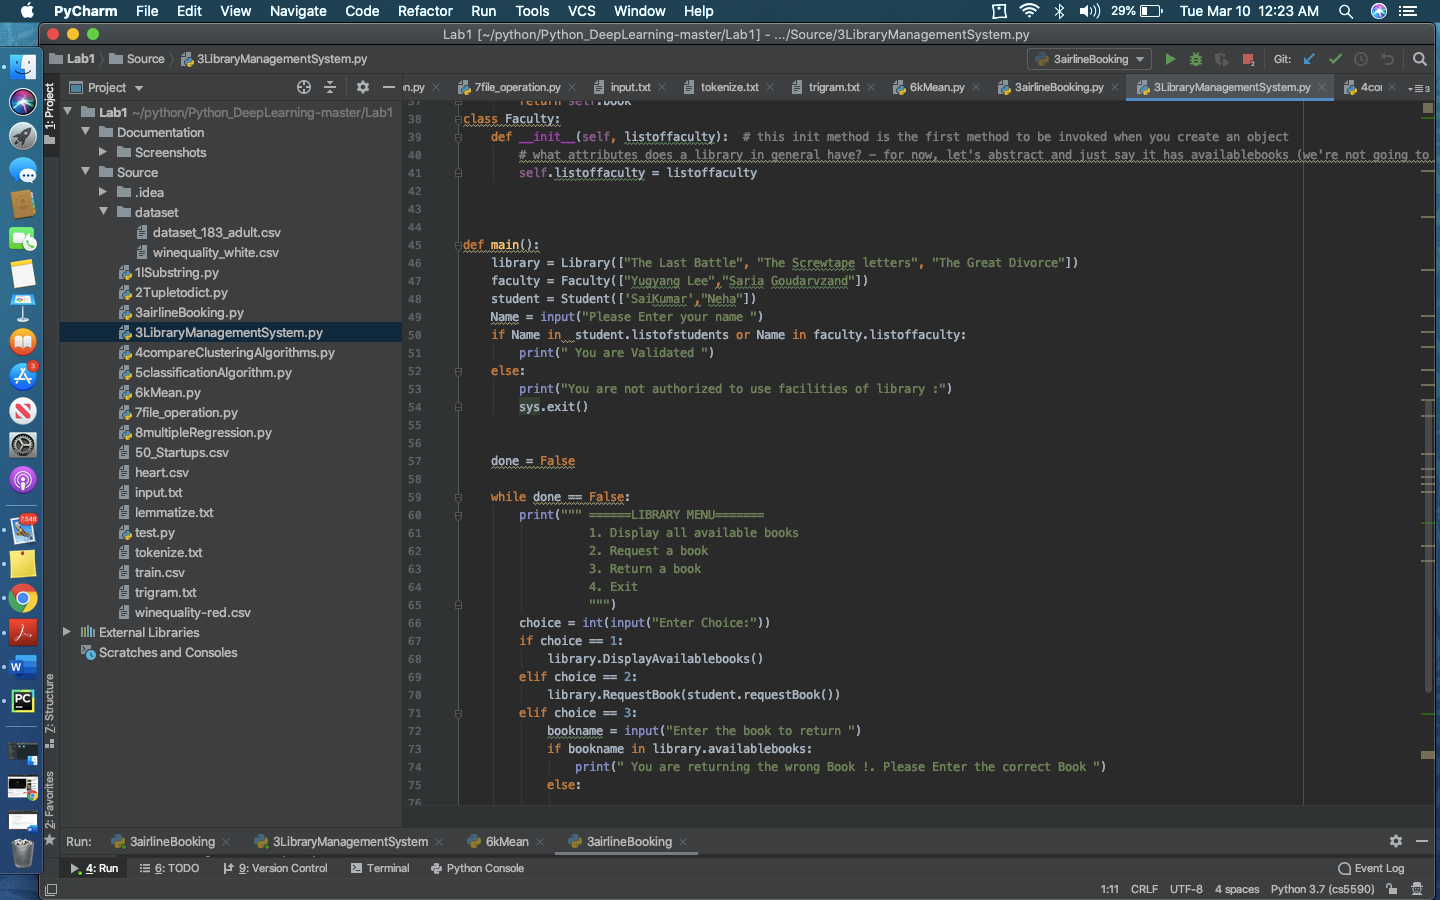 PyCharm File Edit View Navigate Code Refactor Run Tools VCS Window Help 29% Tue Mar 10 12:23 AM
Lab1 [~/python/Python_DeepLearning-master/Lab1] - .../Source/3LibraryManagementSystem.py
Lab1 Source 3LibraryManagementSystem.py 3airlineBooking Git:
Project n.py 7file_operation.py input.txt tokenize.txt trigram.txt 6kMean.py 3airlineBooking.py 3LibraryManagementSystem.py 4co
1: Project
Lab1 ~/python/Python_DeepLearning-master/Lab1
Documentation
Screenshots
Source
.idea
dataset
dataset_183_adult.csv
winequality_white.csv
1lSubstring.py
2Tupletodict.py
3airlineBooking.py
3LibraryManagementSystem.py
4compareClusteringAlgorithms.py
5classificationAlgorithm.py
6kMean.py
7file_operation.py
8multipleRegression.py
50_Startups.csv
heart.csv
input.txt
lemmatize.txt
test.py
tokenize.txt
train.csv
trigram.txt
winequality-red.csv
External Libraries
Scratches and Consoles
Z: Structure
2: Favorites
3
7,548
W
PC
37 return self.book
38 class Faculty:
39 def __init__(self, listoffaculty): # this init method is the first method to be invoked when you create an object
40 # what attributes does a library in general have? – for now, let's abstract and just say it has availablebooks (we're not going to
41 self.listoffaculty = listoffaculty
42
43
44
45 def main():
46 library = Library(["The Last Battle", "The Screwtape letters", "The Great Divorce"])
47 faculty = Faculty(["Yugyang Lee","Saria Goudarvzand"])
48 student = Student(['SaiKumar',"Neha"])
49 Name = input("Please Enter your name ")
50 if Name in  student.listofstudents or Name in faculty.listoffaculty:
51 print(" You are Validated ")
52 else:
53 print("You are not authorized to use facilities of library :")
54 sys.exit()
55
56
57 done = False
58
59 while done == False:
60 print(""" ======LIBRARY MENU=======
61 1. Display all available books
62 2. Request a book
63 3. Return a book
64 4. Exit
65 """)
66 choice = int(input("Enter Choice:"))
67 if choice == 1:
68 library.DisplayAvailablebooks()
69 elif choice == 2:
70 library.RequestBook(student.requestBook())
71 elif choice == 3:
72 bookname = input("Enter the book to return ")
73 if bookname in library.availablebooks:
74 print(" You are returning the wrong Book !. Please Enter the correct Book ")
75 else:
76
Run: 3airlineBooking 3LibraryManagementSystem 6kMean 3airlineBooking
4: Run 6: TODO 9: Version Control Terminal Python Console Event Log
1:11 CRLF UTF-8 4 spaces Python 3.7 (cs5590)